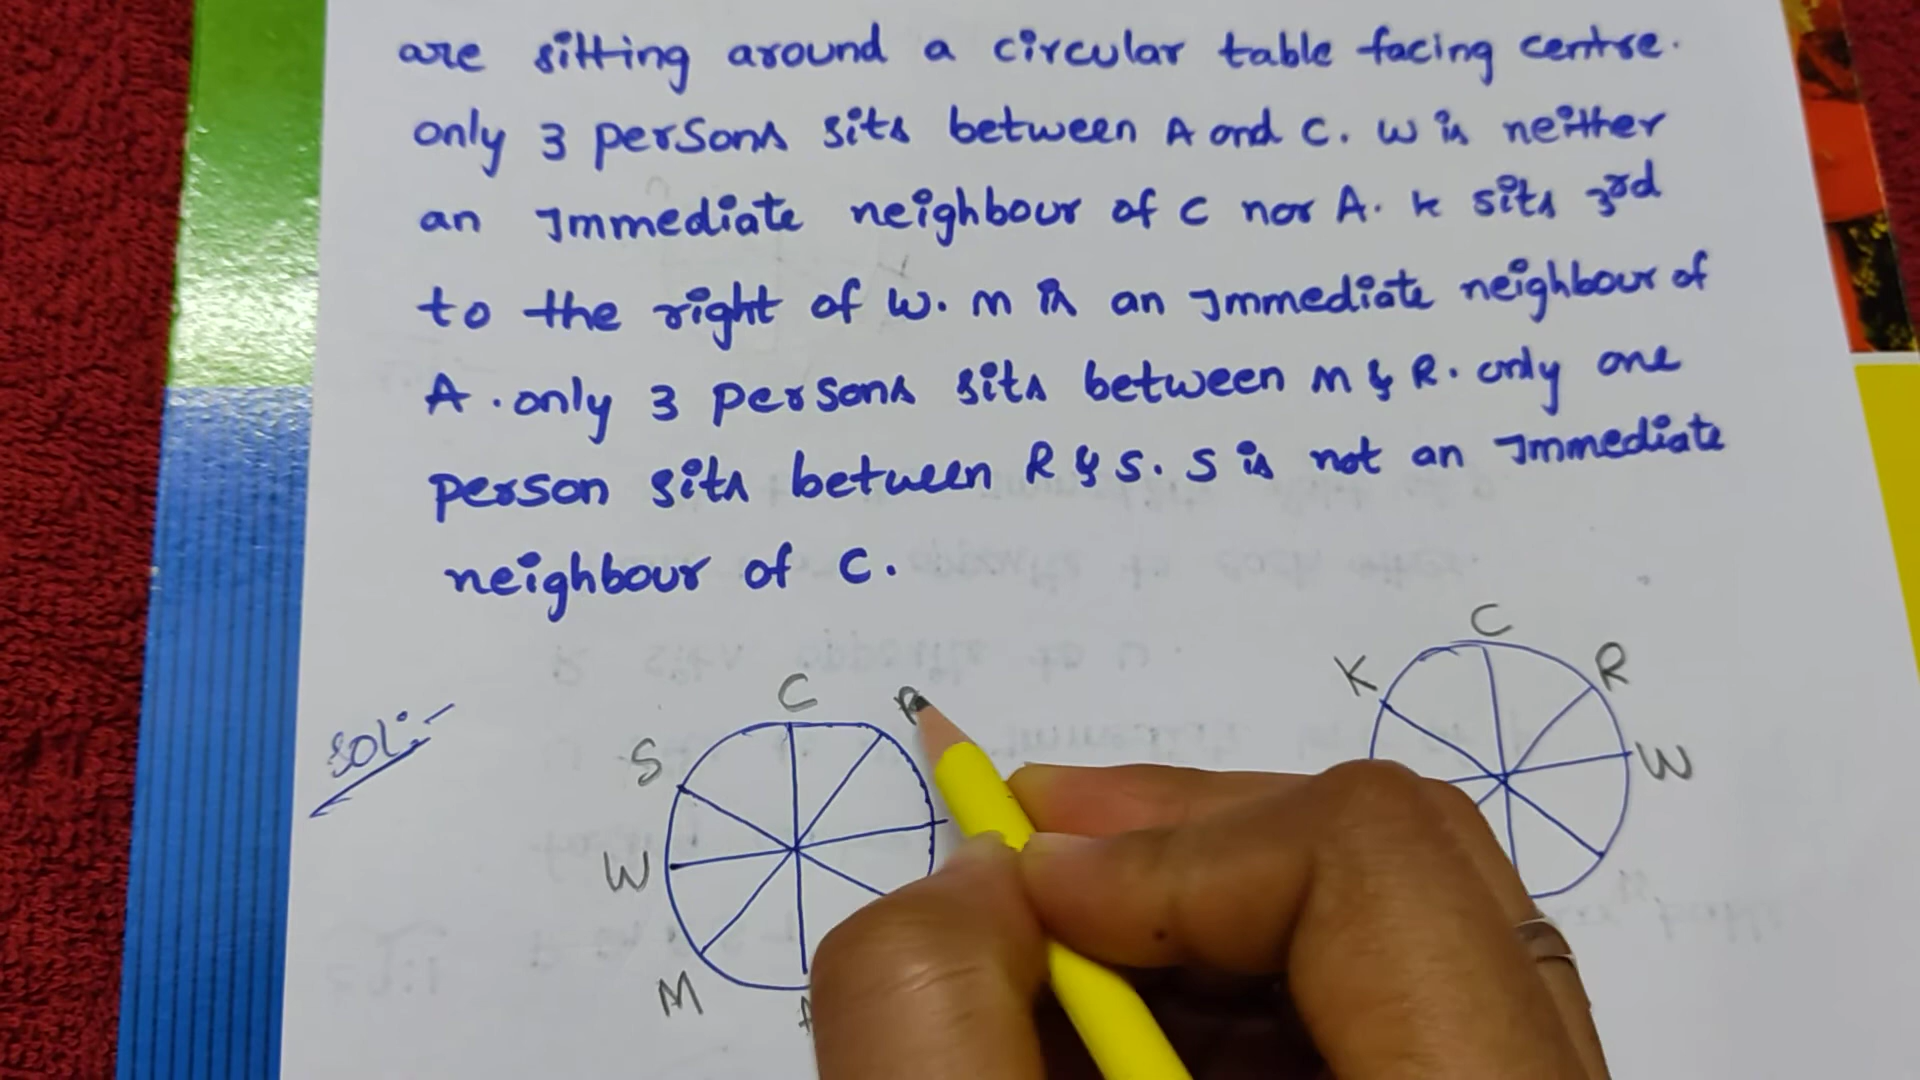 are sitting around a circular table facing centre.
only 3 persons sits between A and C. W is neither
an Immediate neighbour of C nor A. K sits 3rd
to the right of W. M is an Immediate neighbour of
A. only 3 persons sits between M & R. only one
person sits between R & S. S is not an Immediate
neighbour of C.
SOL:-
C
R
S
W
M
A
C
K
R
W